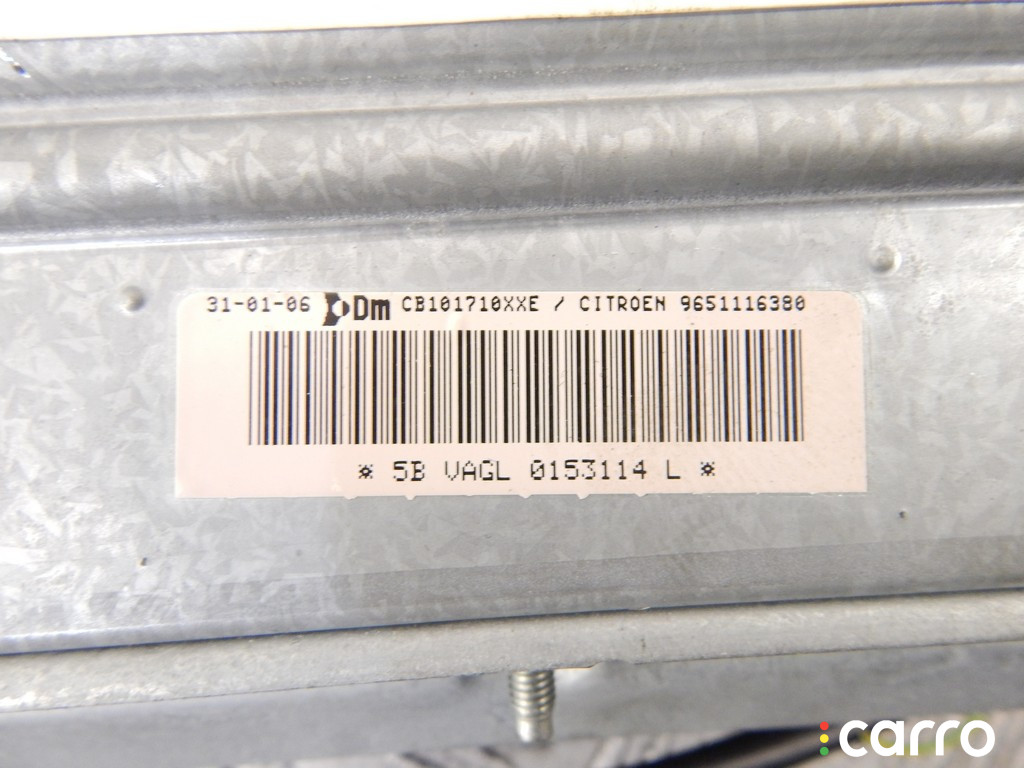 31-01-06 Dm CB101710XXE / CITROEN 9651116380
* 5B VAGL 0153114 L *
carro